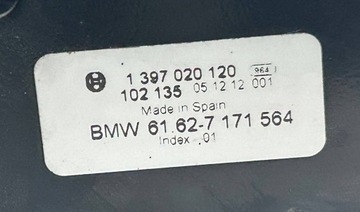 1 397 020 120 964
102 135 05 12 12 001
Made in Spain
BMW 61.62-7 171 564
Index .01